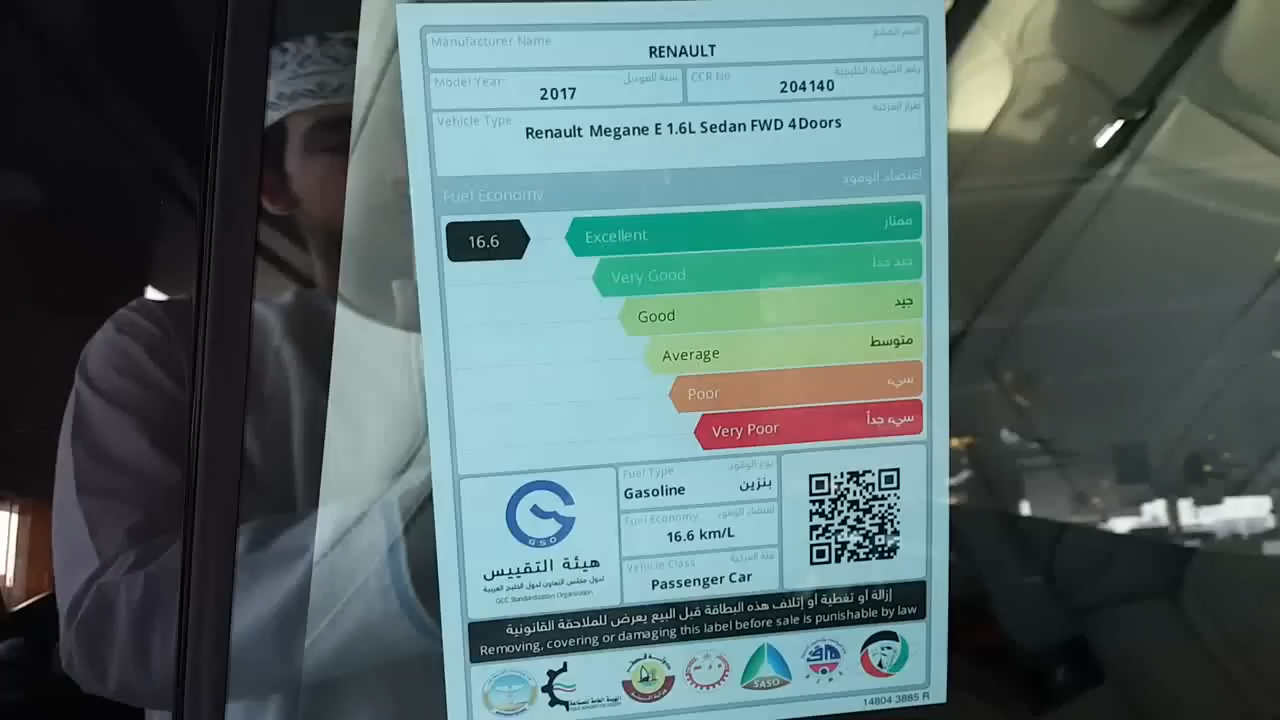 Manufacturer Name اسم المصنع
RENAULT
Model Year سنة الموديل
2017
CCR No رقم الشهادة الخليجية
204140
Vehicle Type طراز المركبة
Renault Megane E 1.6L Sedan FWD 4Doors
Fuel Economy اقتصاد الوقود
16.6
Excellent ممتاز
Very Good جيد جداً
Good جيد
Average متوسط
Poor سيء
Very Poor سيء جداً
GSO
هيئة التقييس
لدول مجلس التعاون لدول الخليج العربية
GCC Standardization Organization
Fuel Type نوع الوقود
Gasoline بنزين
Fuel Economy اقتصاد الوقود
16.6 km/L
Vehicle Class فئة المركبة
Passenger Car
إزالة أو تغطية أو إتلاف هذه البطاقة قبل البيع يعرض للملاحقة القانونية
Removing, covering or damaging this label before sale is punishable by law
الهيئة العامة للصناعة
SASO
14804 3885 R